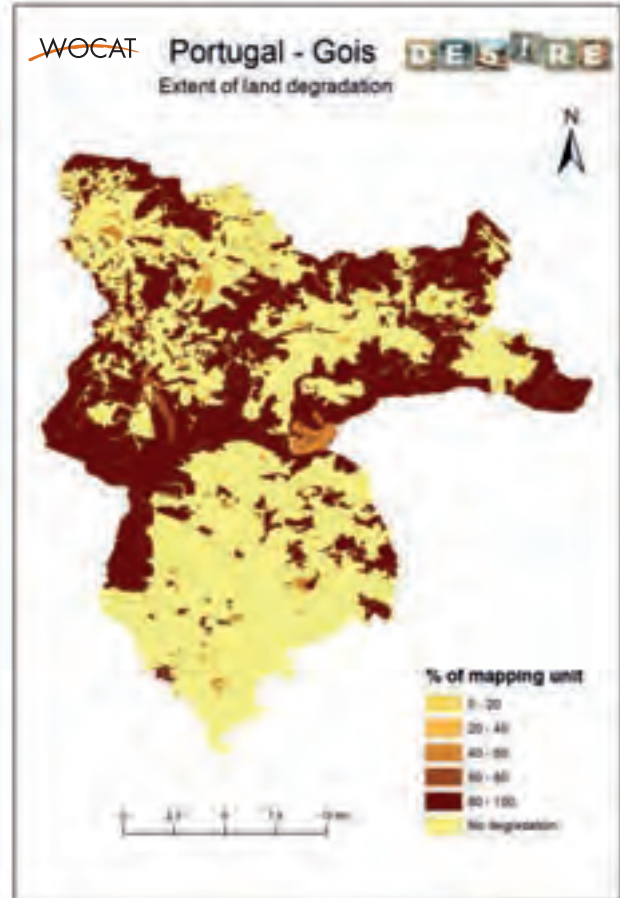 WOCAT
Portugal - Gois
DESIRE
Extent of land degradation
N
% of mapping unit
0 - 20
20 - 40
40 - 60
60 - 80
80 - 100
No degradation